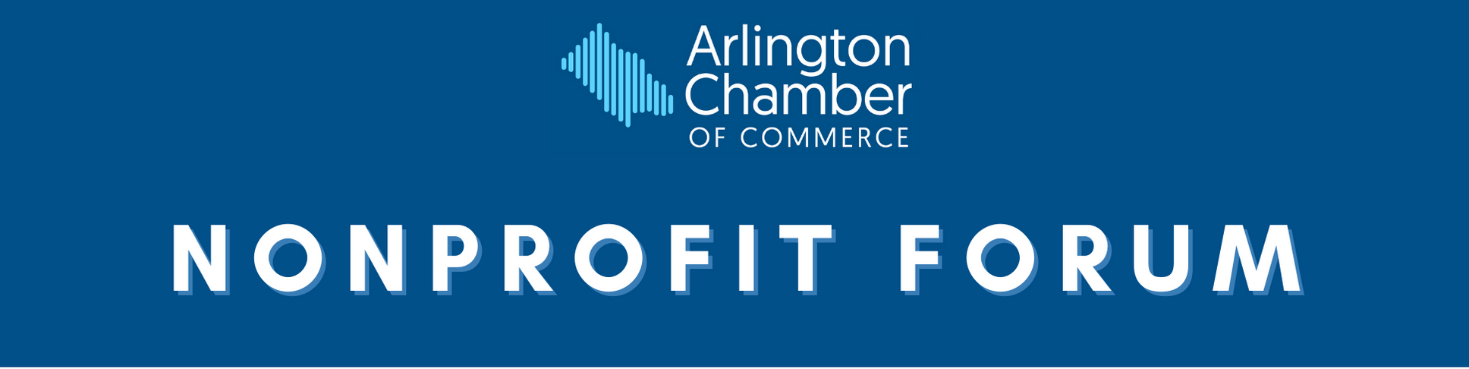 Arlington
Chamber
OF COMMERCE
NONPROFIT FORUM